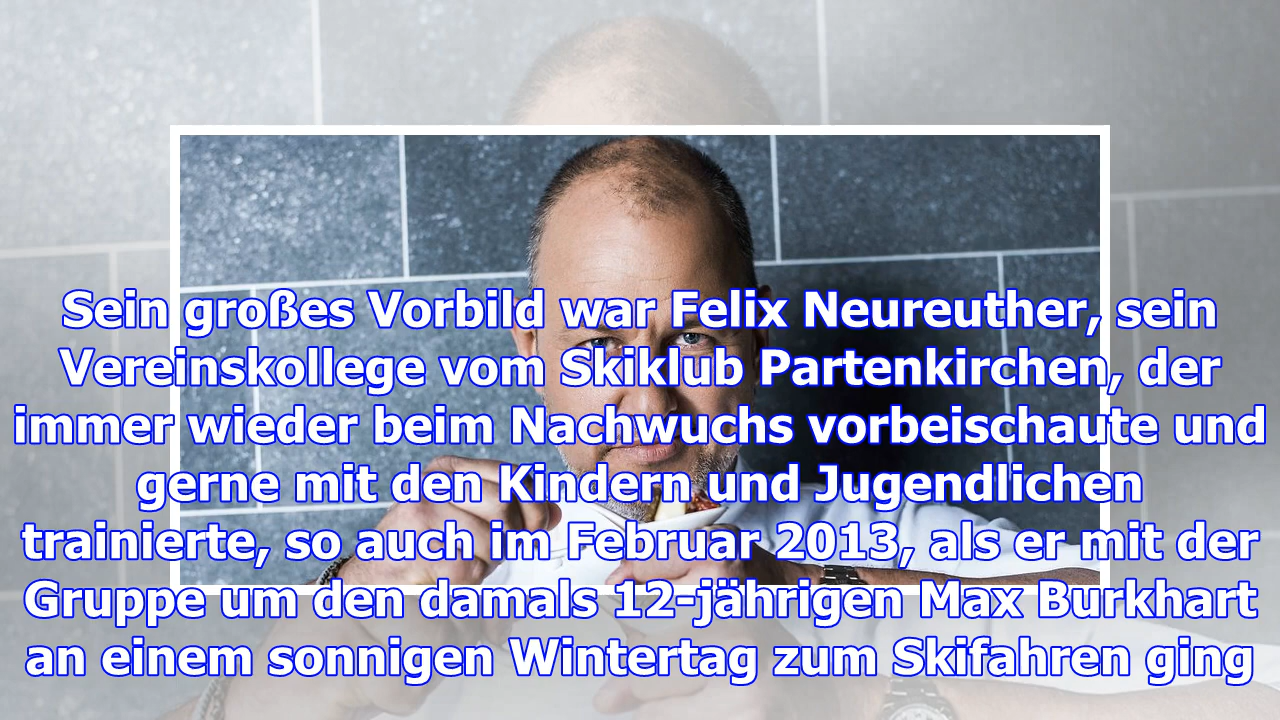 Sein großes Vorbild war Felix Neureuther, sein
Vereinskollege vom Skiklub Partenkirchen, der
immer wieder beim Nachwuchs vorbeischaute und
gerne mit den Kindern und Jugendlichen
trainierte, so auch im Februar 2013, als er mit der
Gruppe um den damals 12-jährigen Max Burkhart
an einem sonnigen Wintertag zum Skifahren ging